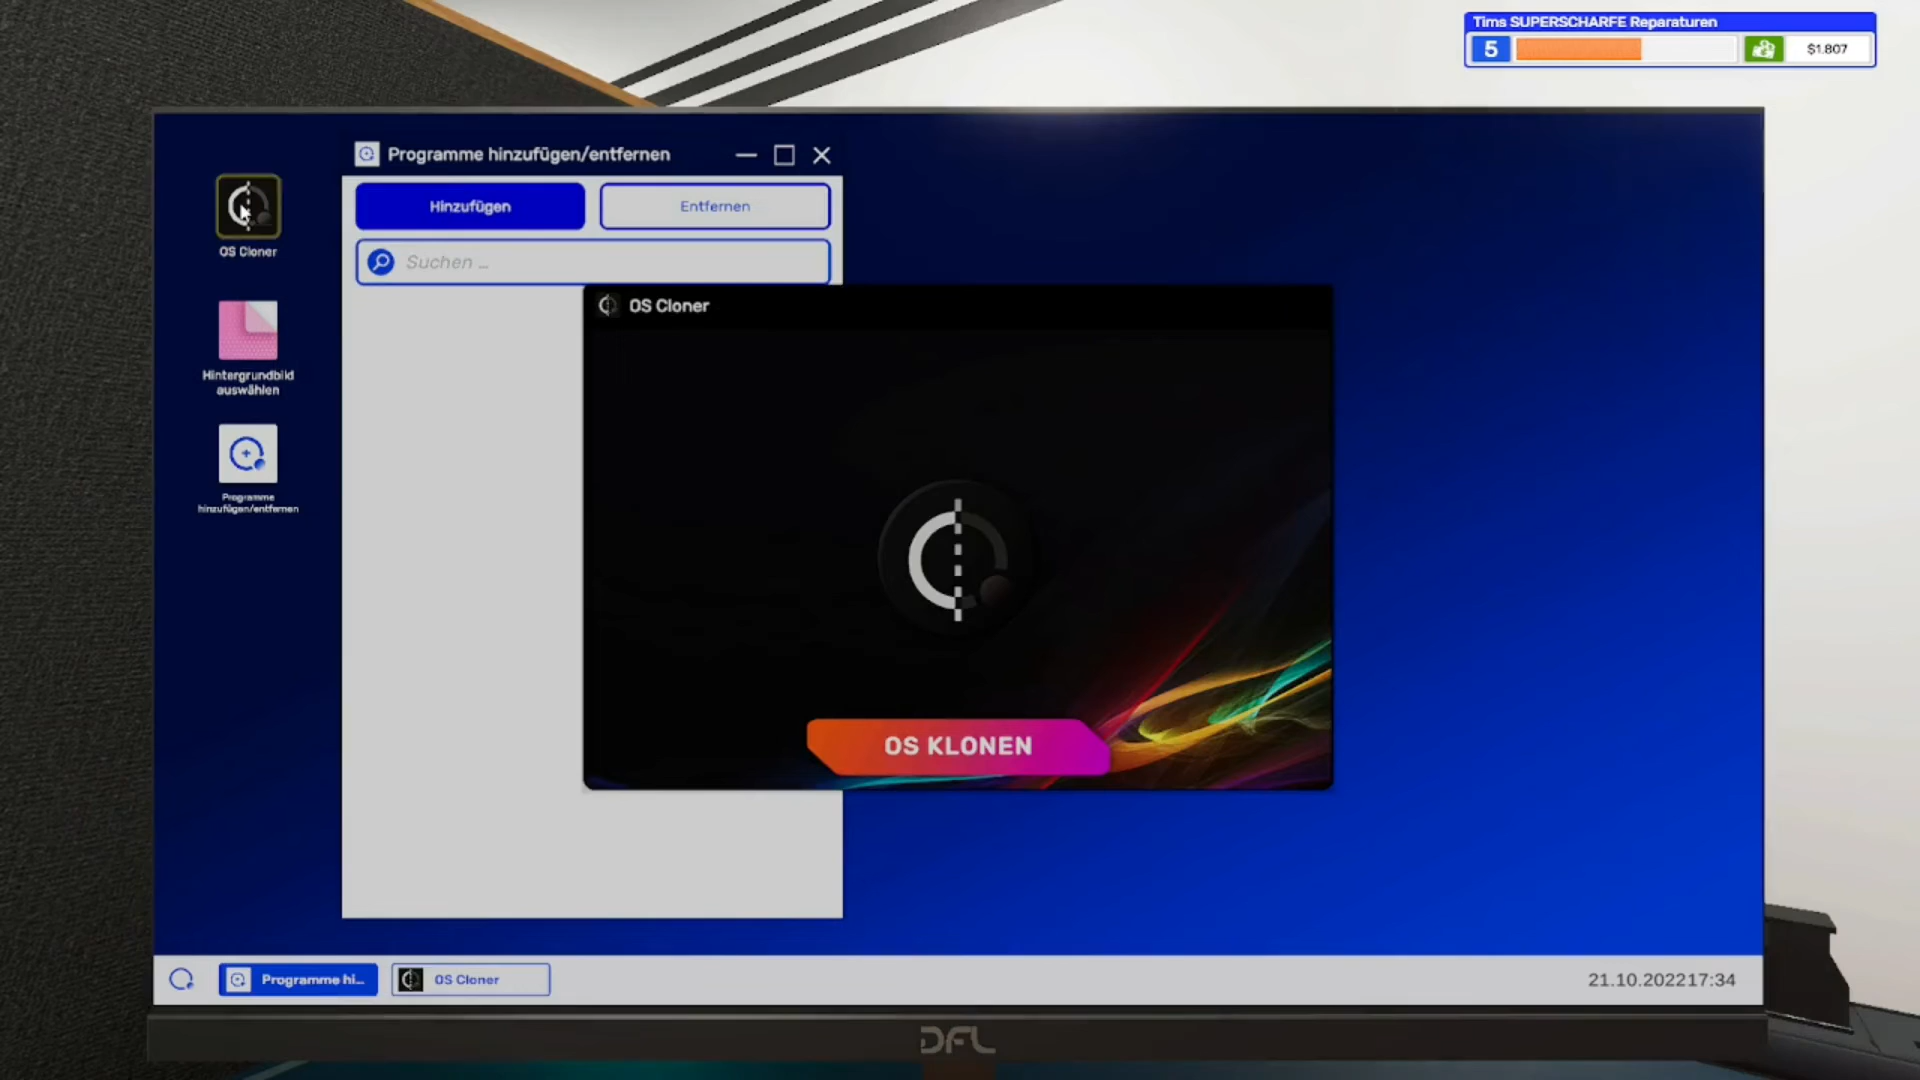 Tims SUPERSCHARFE Reparaturen
5
$1.807
Programme hinzufügen/entfernen
Hinzufügen
Entfernen
Suchen ...
OS Cloner
Hintergrundbild
auswählen
Programme
hinzufügen/entfernen
OS Cloner
OS KLONEN
Programme hi...
OS Cloner
21.10.202217:34
DFL